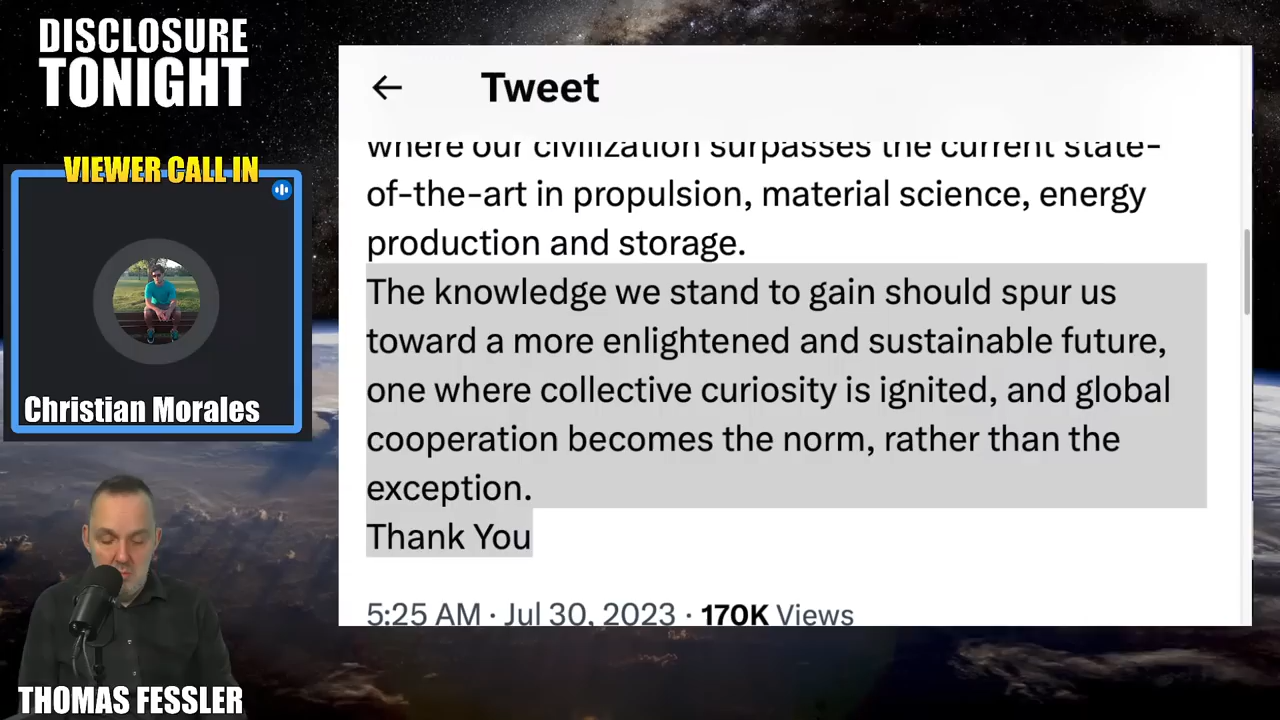 DISCLOSURE
TONIGHT
VIEWER CALL IN
Christian Morales
THOMAS FESSLER
← Tweet
where our civilization surpasses the current state-
of-the-art in propulsion, material science, energy
production and storage.
The knowledge we stand to gain should spur us
toward a more enlightened and sustainable future,
one where collective curiosity is ignited, and global
cooperation becomes the norm, rather than the
exception.
Thank You
5:25 AM · Jul 30, 2023 · 170K Views